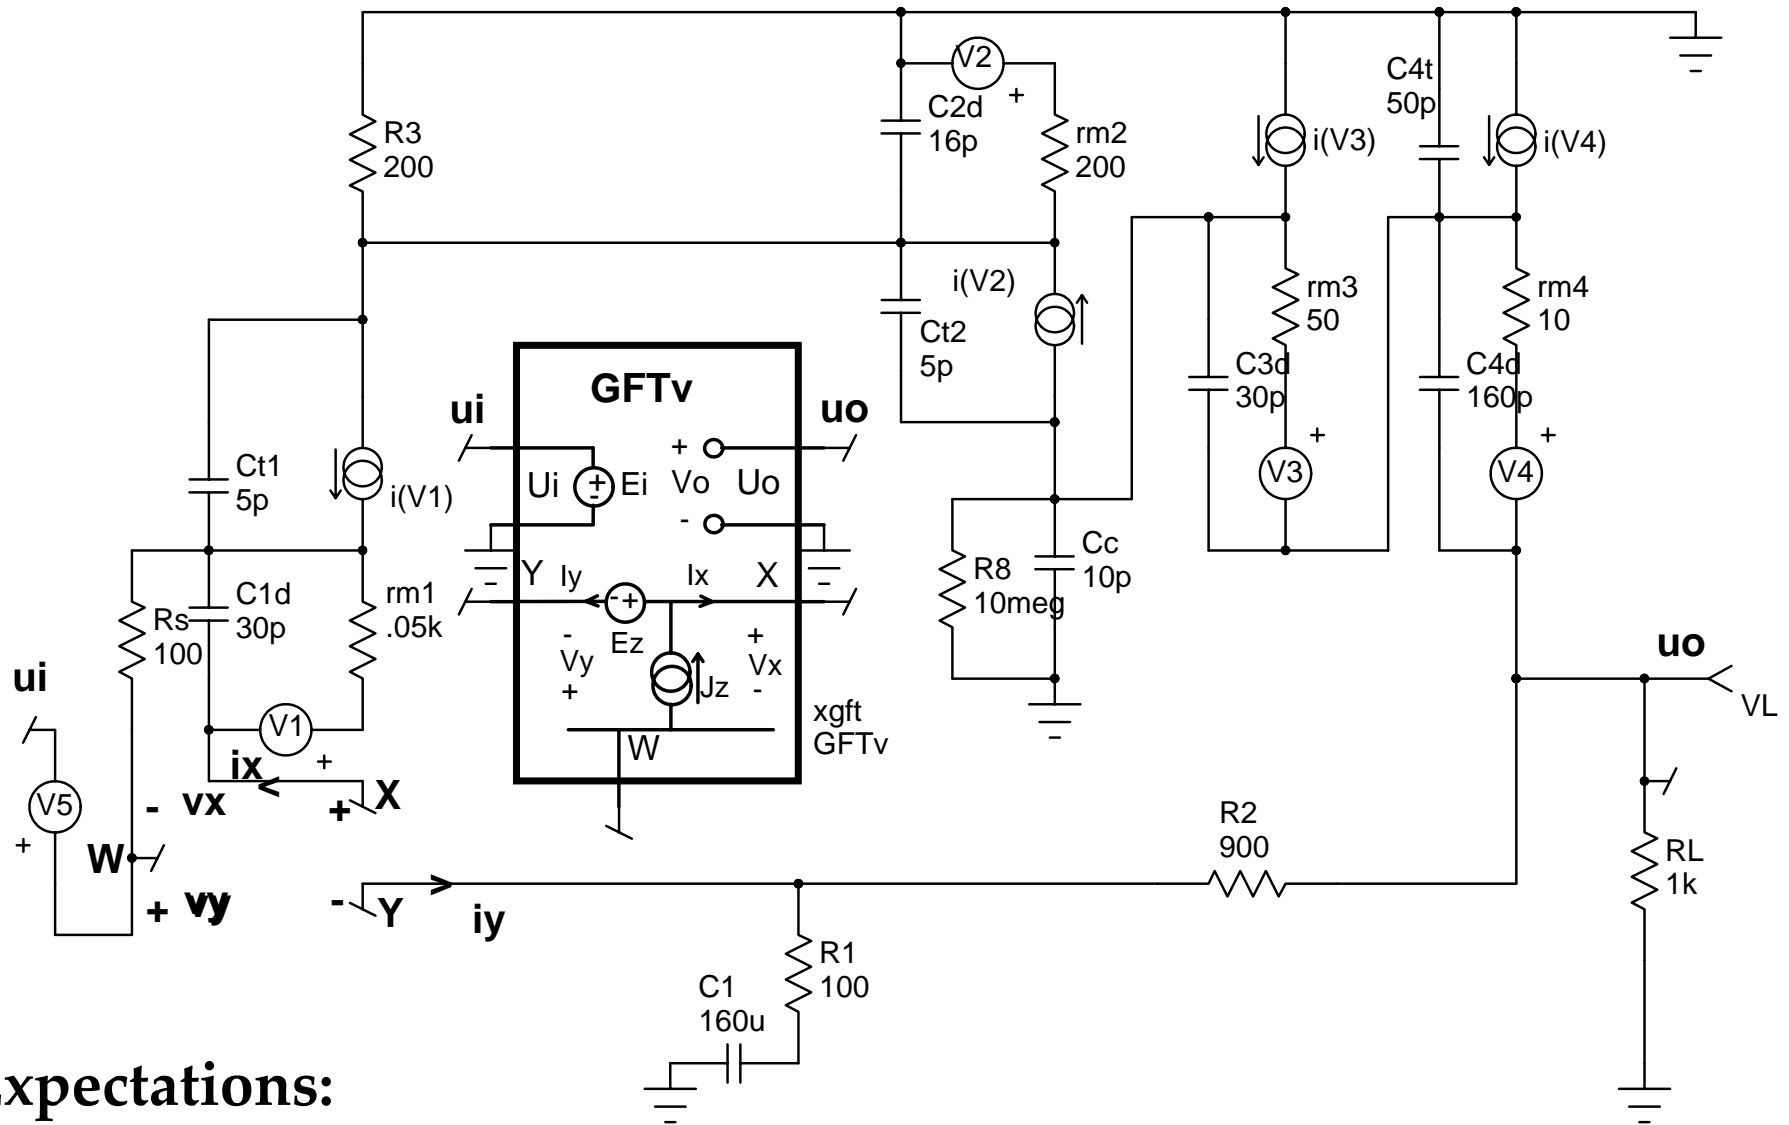 V2
+
C2d
16p
rm2
200
R3
200
C4t
50p
i(V3)
i(V4)
i(V2)
Ct2
5p
rm3
50
rm4
10
C3d
30p
C4d
160p
+
V3
+
V4
Ct1
5p
i(V1)
GFTv
ui
uo
Ui
+
-
Ei
+
Vo
-
Uo
Y
Iy
Ix
X
-
+
Ez
-
Vy
+
Jz
+
Vx
-
W
xgft
GFTv
R8
10meg
Cc
10p
Rs
100
C1d
30p
rm1
.05k
ui
V1
+
ix
V5
+
- vx
+
X
W
+ vy
-
Y
iy
uo
VL
R2
900
RL
1k
R1
100
C1
160u
xpectations: